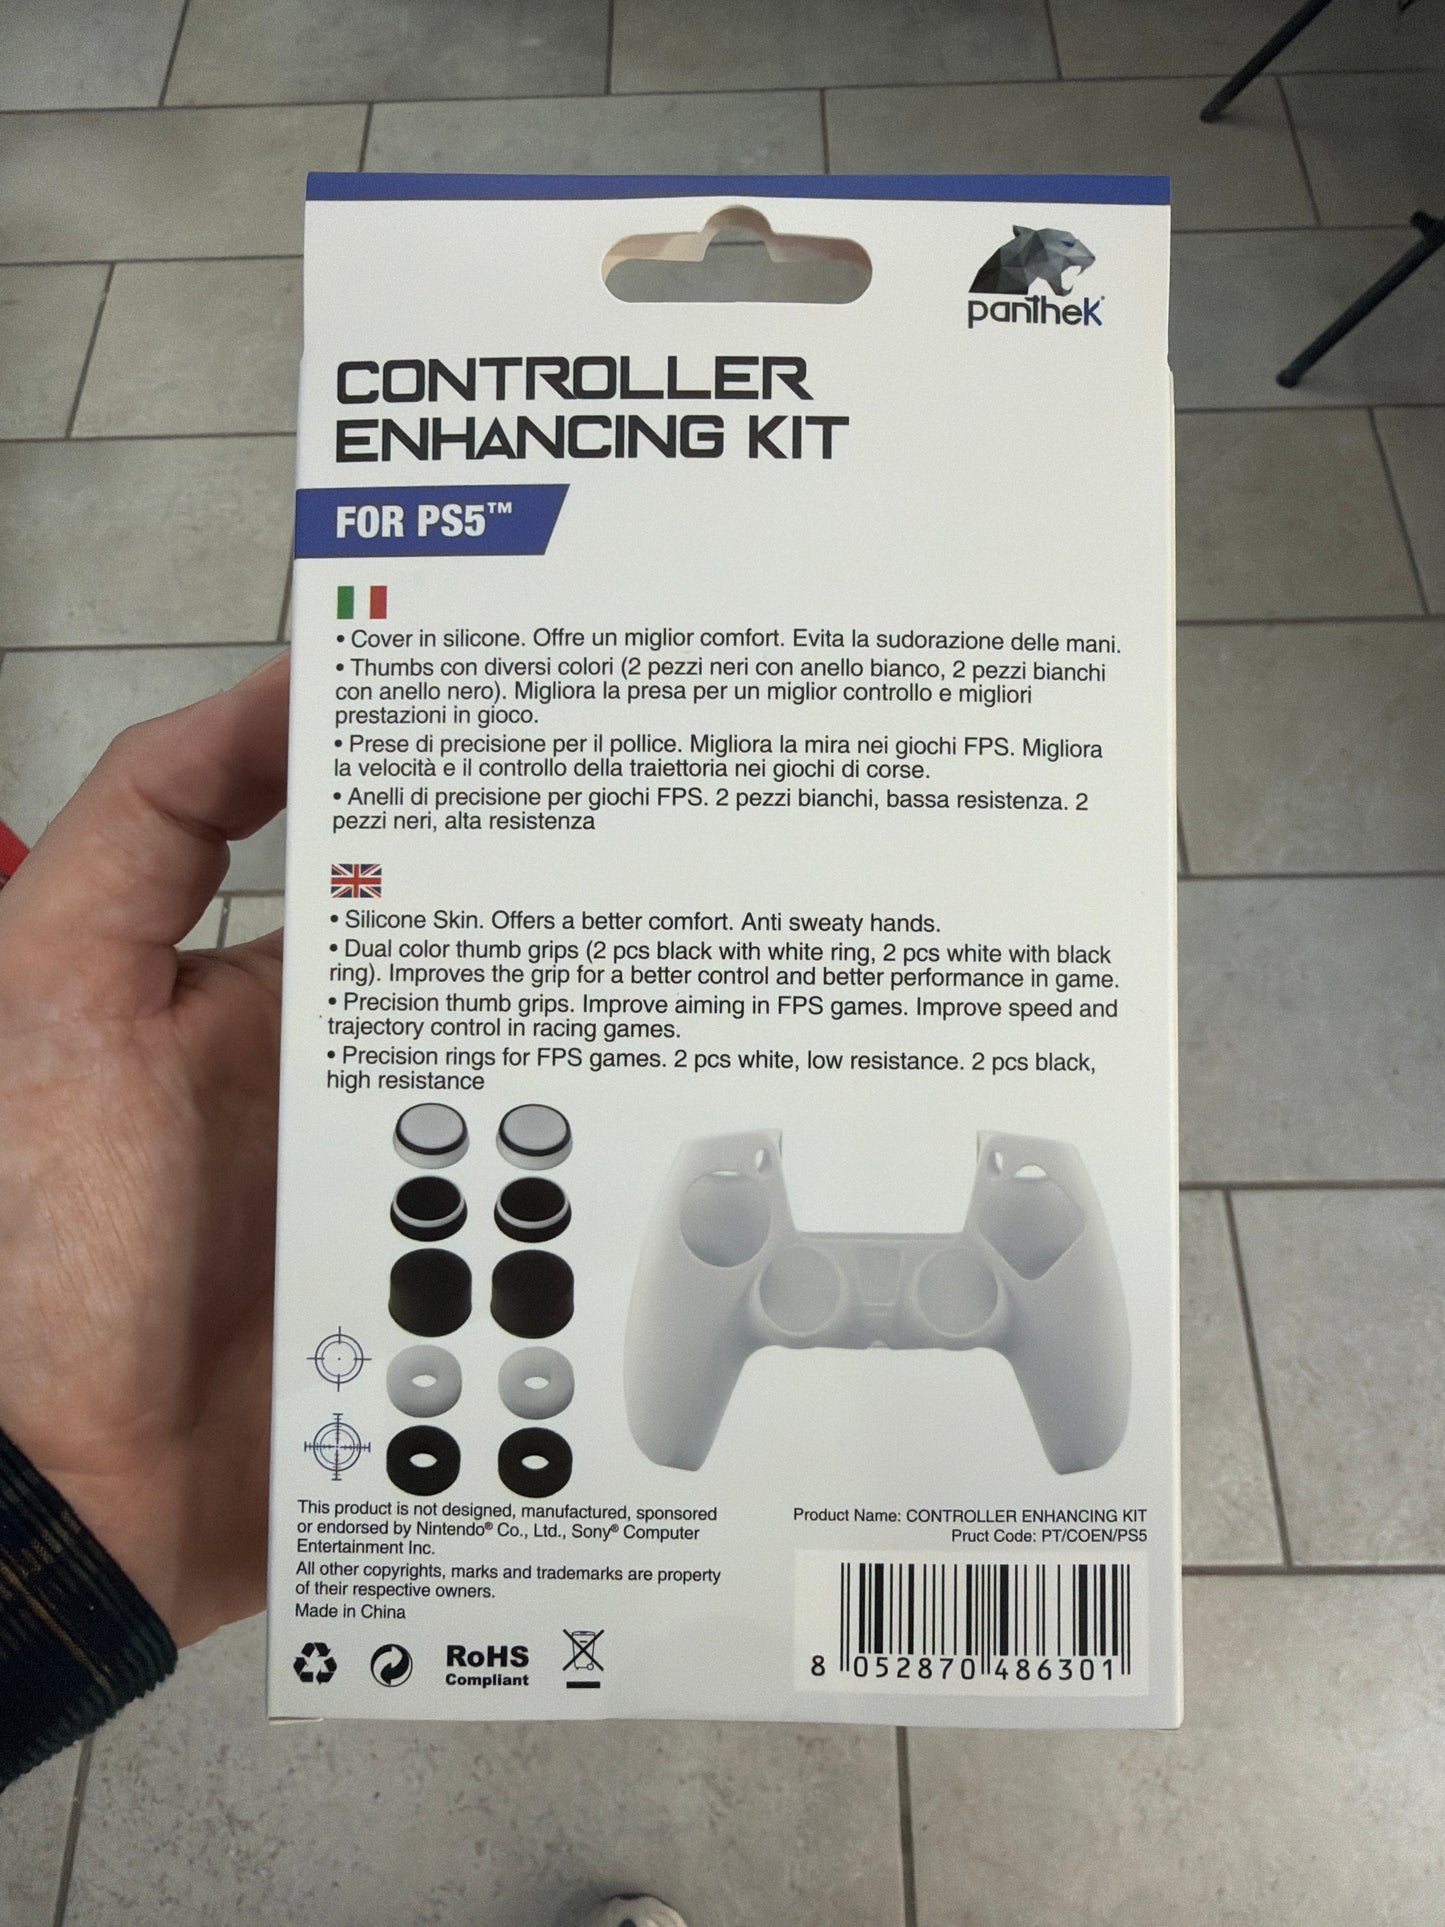 pantheK®
CONTROLLER
ENHANCING KIT
FOR PS5™
• Cover in silicone. Offre un miglior comfort. Evita la sudorazione delle mani.
• Thumbs con diversi colori (2 pezzi neri con anello bianco, 2 pezzi bianchi
con anello nero). Migliora la presa per un miglior controllo e migliori
prestazioni in gioco.
• Prese di precisione per il pollice. Migliora la mira nei giochi FPS. Migliora
la velocità e il controllo della traiettoria nei giochi di corse.
• Anelli di precisione per giochi FPS. 2 pezzi bianchi, bassa resistenza. 2
pezzi neri, alta resistenza
• Silicone Skin. Offers a better comfort. Anti sweaty hands.
• Dual color thumb grips (2 pcs black with white ring, 2 pcs white with black
ring). Improves the grip for a better control and better performance in game.
• Precision thumb grips. Improve aiming in FPS games. Improve speed and
trajectory control in racing games.
• Precision rings for FPS games. 2 pcs white, low resistance. 2 pcs black,
high resistance
This product is not designed, manufactured, sponsored
or endorsed by Nintendo® Co., Ltd., Sony® Computer
Entertainment Inc.
All other copyrights, marks and trademarks are property
of their respective owners.
Made in China
RoHS
Compliant
Product Name: CONTROLLER ENHANCING KIT
Pruct Code: PT/COEN/PS5
8 052870 486301